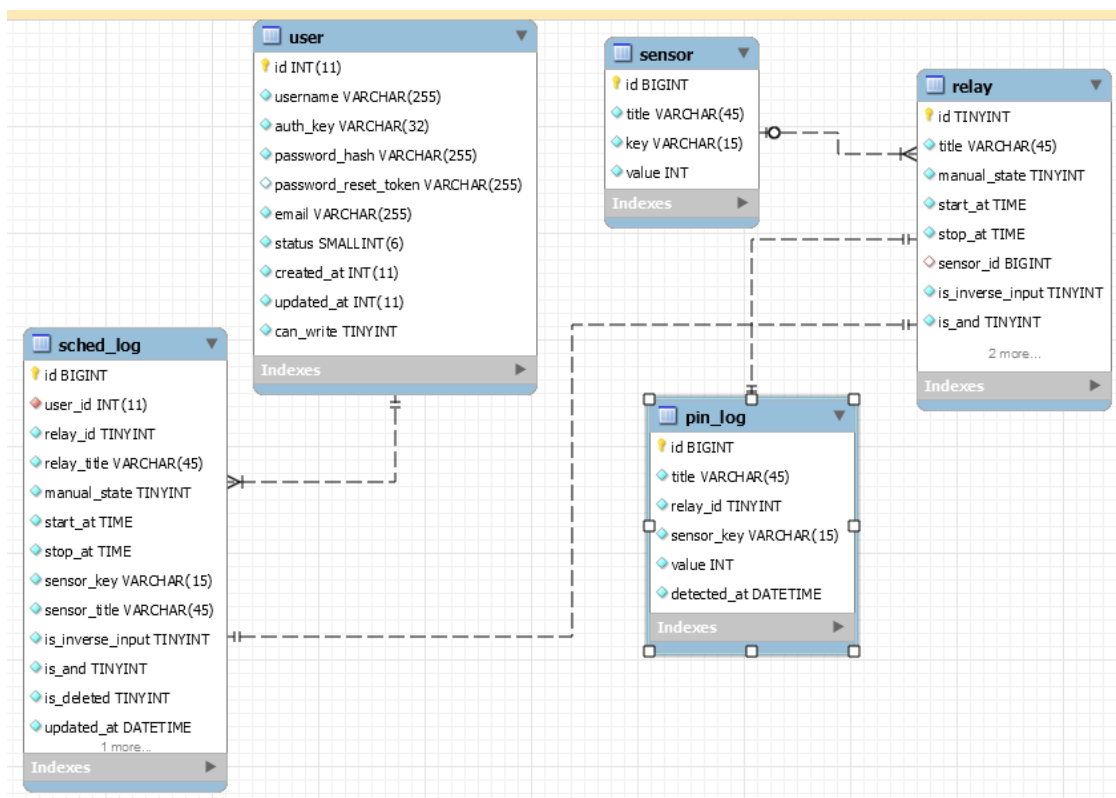 user
id INT(11)
username VARCHAR(255)
auth_key VARCHAR(32)
password_hash VARCHAR(255)
password_reset_token VARCHAR(255)
email VARCHAR(255)
status SMALLINT(6)
created_at INT(11)
updated_at INT(11)
can_write TINYINT
Indexes
sensor
id BIGINT
title VARCHAR(45)
key VARCHAR(15)
value INT
Indexes
relay
id TINYINT
title VARCHAR(45)
manual_state TINYINT
start_at TIME
stop_at TIME
sensor_id BIGINT
is_inverse_input TINYINT
is_and TINYINT
2 more...
Indexes
sched_log
id BIGINT
user_id INT(11)
relay_id TINYINT
relay_title VARCHAR(45)
manual_state TINYINT
start_at TIME
stop_at TIME
sensor_key VARCHAR(15)
sensor_title VARCHAR(45)
is_inverse_input TINYINT
is_and TINYINT
is_deleted TINYINT
updated_at DATETIME
1 more...
Indexes
pin_log
id BIGINT
title VARCHAR(45)
relay_id TINYINT
sensor_key VARCHAR(15)
value INT
detected_at DATETIME
Indexes